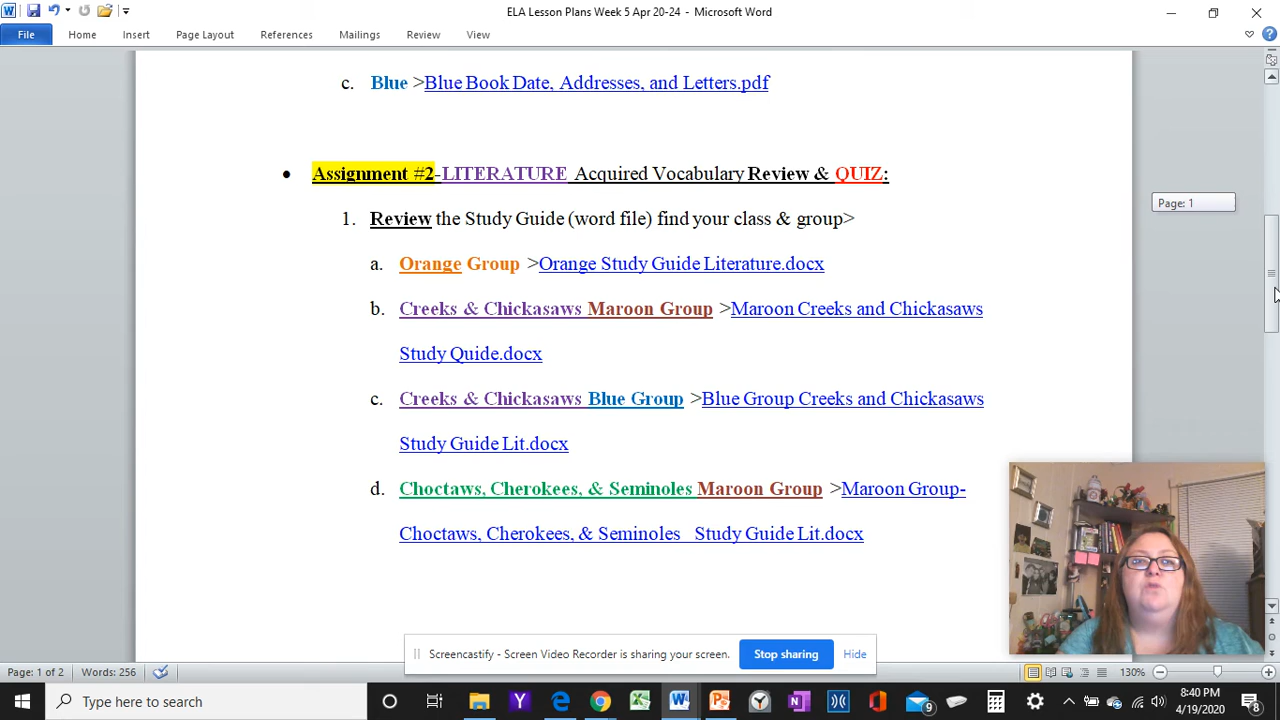 ELA Lesson Plans Week 5 Apr 20-24 - Microsoft Word
File Home Insert Page Layout References Mailings Review View
c. Blue >Blue Book Date, Addresses, and Letters.pdf
• Assignment #2-LITERATURE Acquired Vocabulary Review & QUIZ:
Page: 1
1. Review the Study Guide (word file) find your class & group>
a. Orange Group >Orange Study Guide Literature.docx
b. Creeks & Chickasaws Maroon Group >Maroon Creeks and Chickasaws
Study Quide.docx
c. Creeks & Chickasaws Blue Group >Blue Group Creeks and Chickasaws
Study Guide Lit.docx
d. Choctaws, Cherokees, & Seminoles Maroon Group >Maroon Group-
Choctaws, Cherokees, & Seminoles Study Guide Lit.docx
Screencastify - Screen Video Recorder is sharing your screen. Stop sharing Hide
Page: 1 of 2 Words: 256 130%
Type here to search
8:40 PM
4/19/2020
9
8